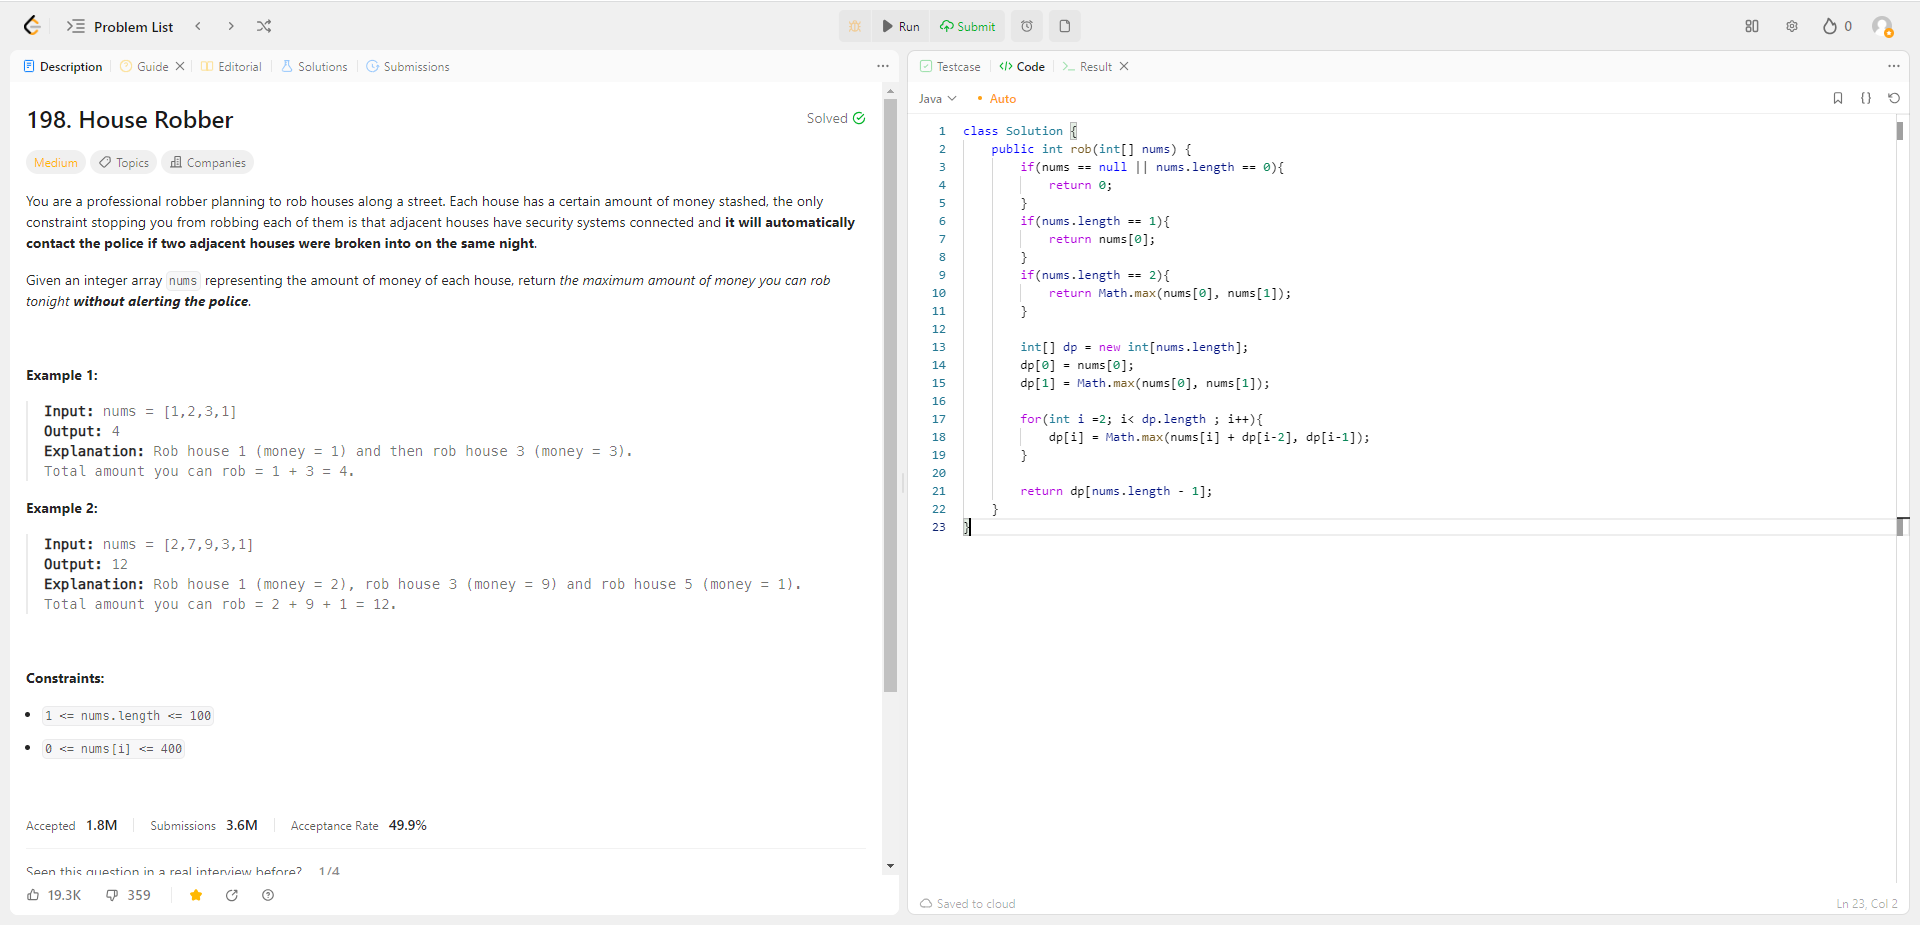 Problem List
Run
Submit
0
Description
Guide
Editorial
Solutions
Submissions
198. House Robber
Solved
Medium
Topics
Companies
You are a professional robber planning to rob houses along a street. Each house has a certain amount of money stashed, the only
constraint stopping you from robbing each of them is that adjacent houses have security systems connected and it will automatically
contact the police if two adjacent houses were broken into on the same night.
Given an integer array nums representing the amount of money of each house, return the maximum amount of money you can rob
tonight without alerting the police.
Example 1:
Input: nums = [1,2,3,1]
Output: 4
Explanation: Rob house 1 (money = 1) and then rob house 3 (money = 3).
Total amount you can rob = 1 + 3 = 4.
Example 2:
Input: nums = [2,7,9,3,1]
Output: 12
Explanation: Rob house 1 (money = 2), rob house 3 (money = 9) and rob house 5 (money = 1).
Total amount you can rob = 2 + 9 + 1 = 12.
Constraints:
• 1 <= nums.length <= 100
• 0 <= nums[i] <= 400
Accepted 1.8M Submissions 3.6M Acceptance Rate 49.9%
Seen this question in a real interview before? 1/4
19.3K 359
Testcase
Code
Result
Java
• Auto
1 class Solution {
2     public int rob(int[] nums) {
3         if(nums == null || nums.length == 0){
4             return 0;
5         }
6         if(nums.length == 1){
7             return nums[0];
8         }
9         if(nums.length == 2){
10             return Math.max(nums[0], nums[1]);
11         }
12
13         int[] dp = new int[nums.length];
14         dp[0] = nums[0];
15         dp[1] = Math.max(nums[0], nums[1]);
16
17         for(int i =2; i< dp.length ; i++){
18             dp[i] = Math.max(nums[i] + dp[i-2], dp[i-1]);
19         }
20
21         return dp[nums.length - 1];
22     }
23 }
Saved to cloud
Ln 23, Col 2